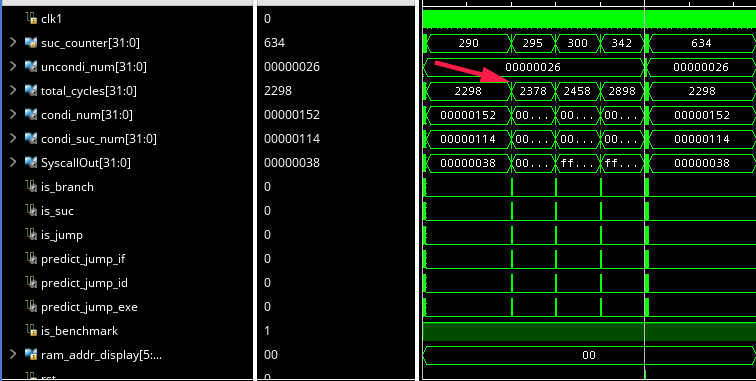 clk1 0
suc_counter[31:0] 634 290 295 300 342 634
uncondi_num[31:0] 00000026 00000026 00000026
total_cycles[31:0] 2298 2298 2378 2458 2898 2298
condi_num[31:0] 00000152 00000152 00... 00... 00... 00000152
condi_suc_num[31:0] 00000114 00000114 00... 00... 00... 00000114
SyscallOut[31:0] 00000038 00000038 00... ff... ff... 00000038
is_branch 0
is_suc 0
is_jump 0
predict_jump_if 0
predict_jump_id 0
predict_jump_exe 0
is_benchmark 1
ram_addr_display[5:... 00 00